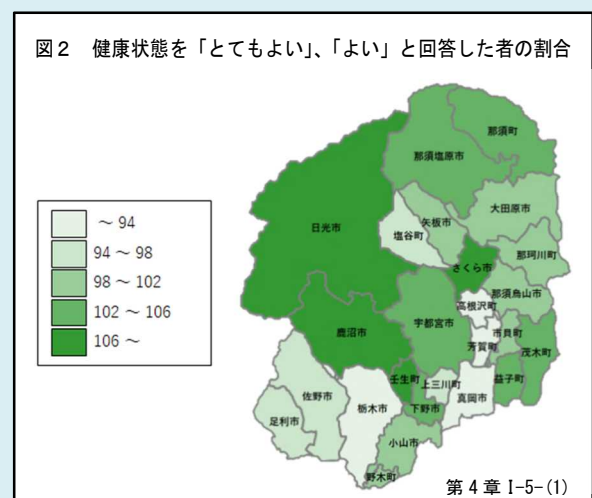 図2　健康状態を「とてもよい」、「よい」と回答した者の割合
～ 94
94 ～ 98
98 ～ 102
102 ～ 106
106 ～
那須町
那須塩原市
大田原市
日光市
矢板市
塩谷町
那珂川町
さくら市
那須烏山市
高根沢町
宇都宮市
鹿沼市
市貝町
芳賀町
茂木町
壬生町
上三川町
益子町
佐野市
栃木市
真岡市
下野市
足利市
小山市
野木町
第4章 Ⅰ-5-(1)